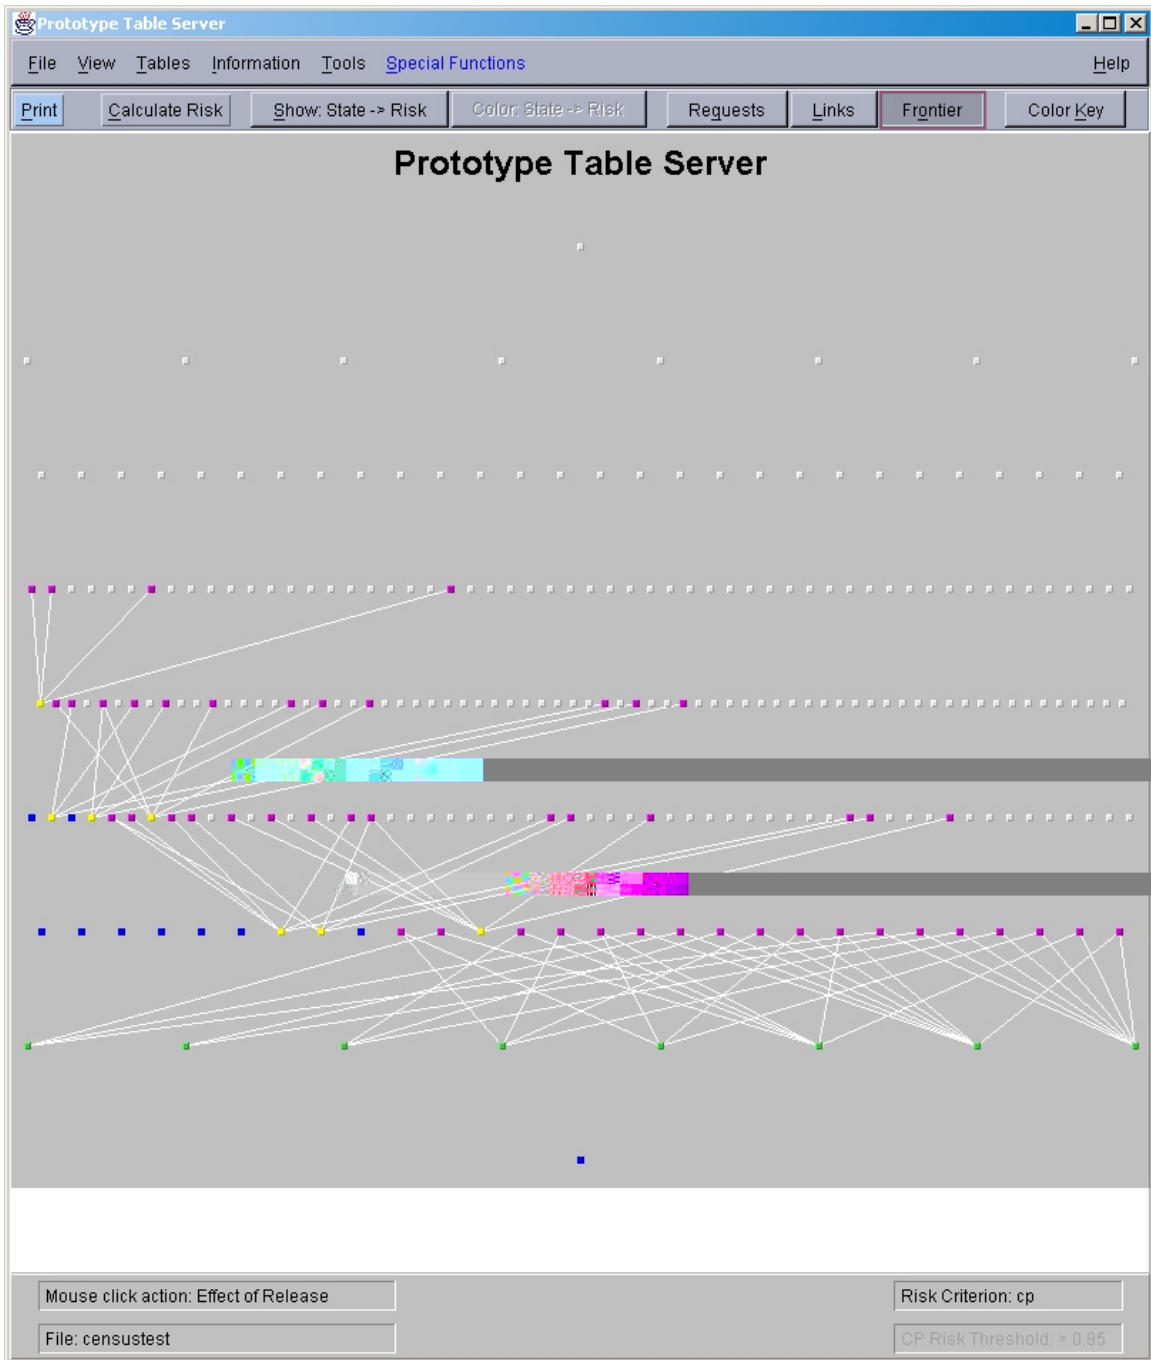 Prototype Table Server
File View Tables Information Tools Special Functions Help
Print Calculate Risk Show: State -> Risk Color: State -> Risk Requests Links Frontier Color Key
Prototype Table Server
Mouse click action: Effect of Release Risk Criterion: cp
File: censustest CP Risk Threshold: > 0.95